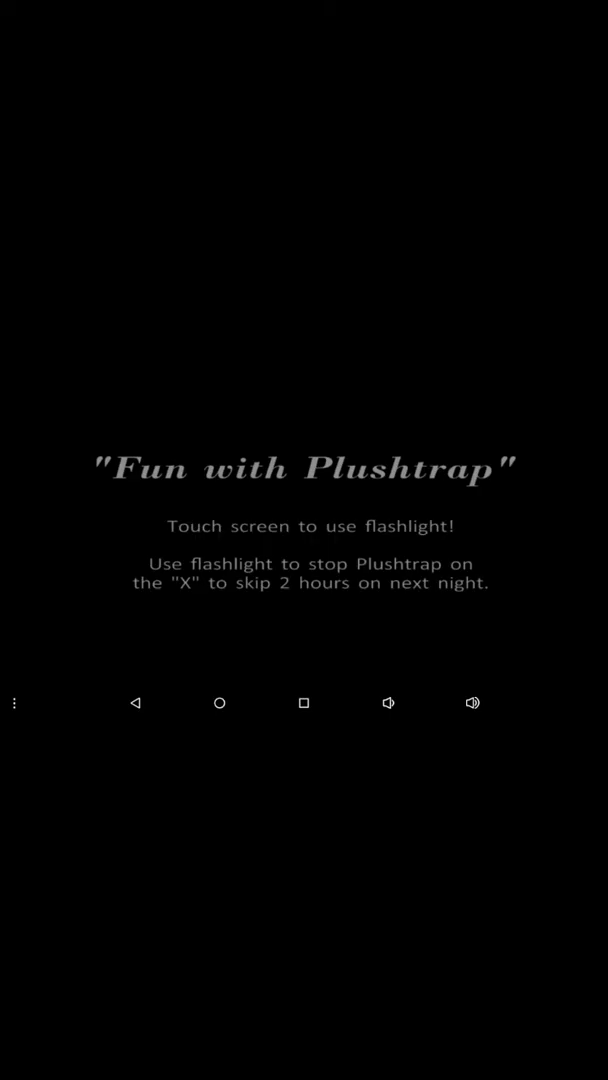 "Fun with Plushtrap"
Touch screen to use flashlight!
Use flashlight to stop Plushtrap on
the "X" to skip 2 hours on next night.